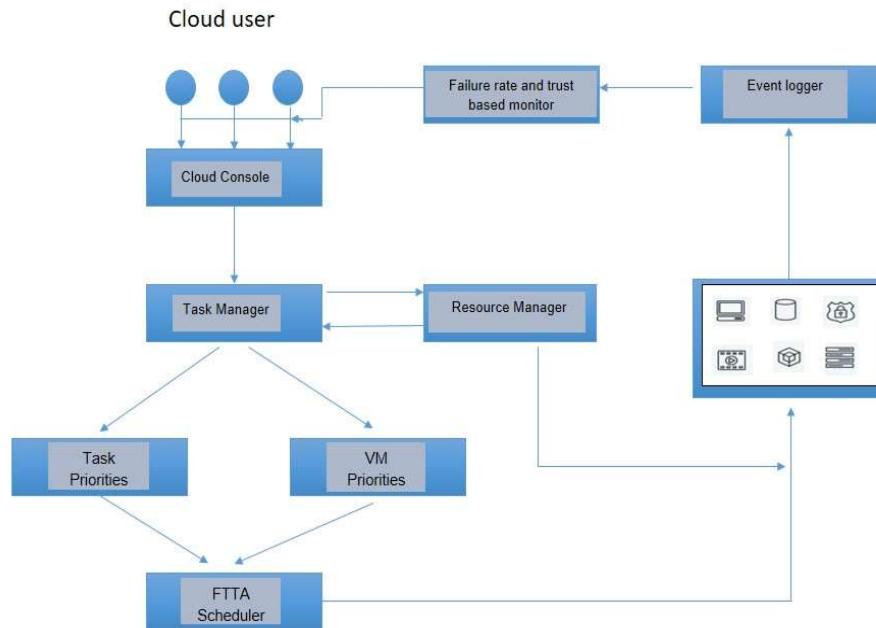 Cloud user
Failure rate and trust
based monitor
Event logger
Cloud Console
Task Manager
Resource Manager
Task
Priorities
VM
Priorities
FTTA
Scheduler